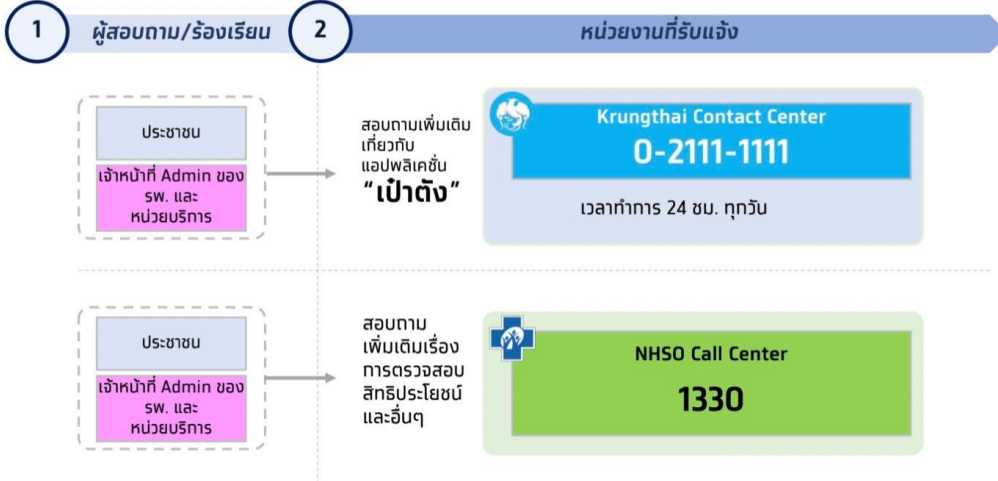 1
ผู้สอบถาม/ร้องเรียน
2
หน่วยงานที่รับแจ้ง
ประชาชน
เจ้าหน้าที่ Admin ของ
รพ. และ
หน่วยบริการ
สอบถามเพิ่มเติม
เกี่ยวกับ
แอปพลิเคชั่น
“เป๋าตัง”
Krungthai Contact Center
0-2111-1111
เวลาทำการ 24 ชม. ทุกวัน
ประชาชน
เจ้าหน้าที่ Admin ของ
รพ. และ
หน่วยบริการ
สอบถาม
เพิ่มเติมเรื่อง
การตรวจสอบ
สิทธิประโยชน์
และอื่นๆ
NHSO Call Center
1330